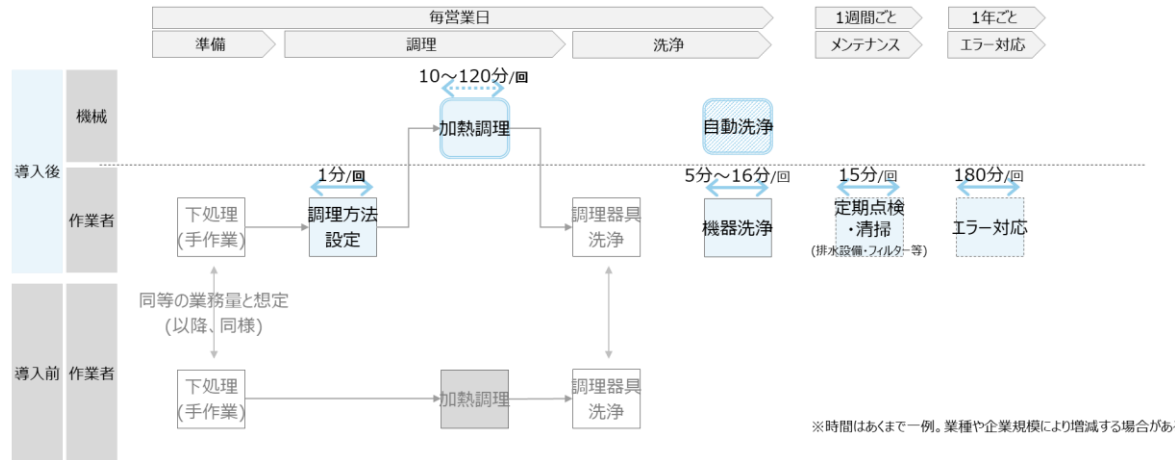 毎営業日
1週間ごと
1年ごと
準備
調理
洗浄
メンテナンス
エラー対応
導入後
機械
10～120分/回
加熱調理
自動洗浄
作業者
1分/回
5分～16分/回
15分/回
180分/回
下処理
(手作業)
調理方法
設定
調理器具
洗浄
機器洗浄
定期点検
・清掃
(排水設備・フィルター等)
エラー対応
同等の業務量と想定
(以降、同様)
導入前
作業者
下処理
(手作業)
加熱調理
調理器具
洗浄
※時間はあくまで一例。業種や企業規模により増減する場合があ